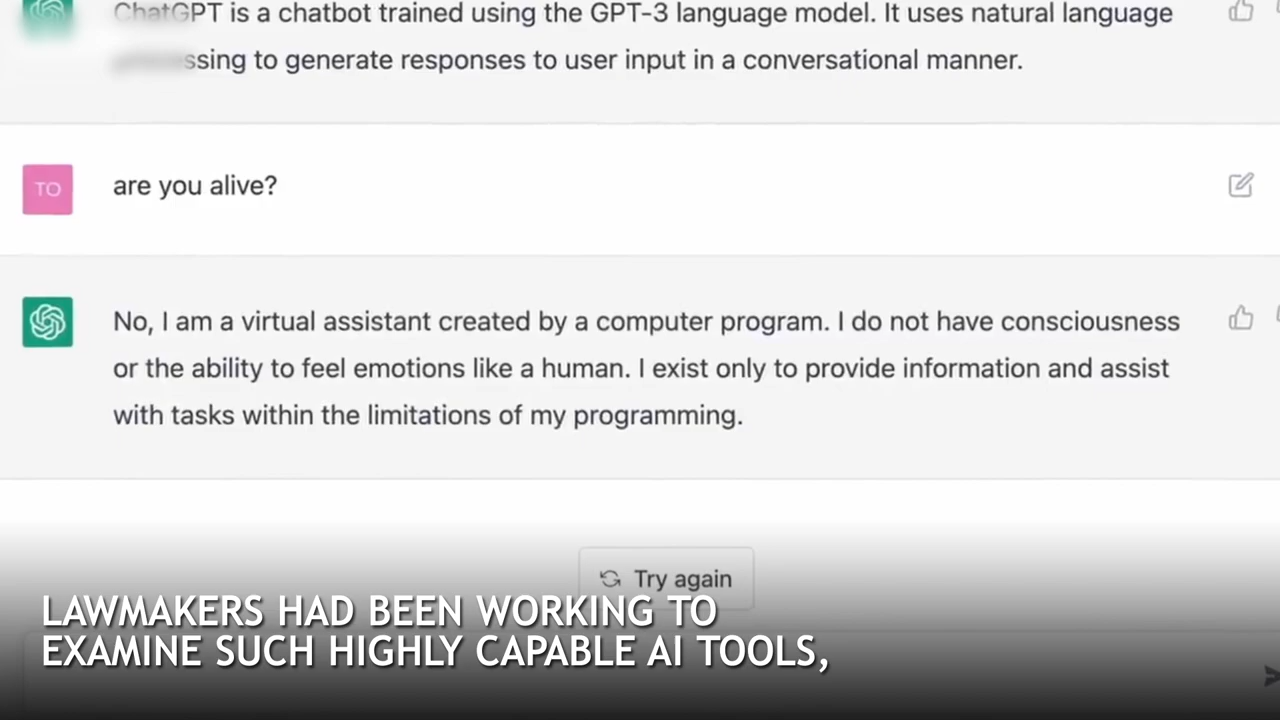 ChatGPT is a chatbot trained using the GPT-3 language model. It uses natural language
ssing to generate responses to user input in a conversational manner.
TO
are you alive?
No, I am a virtual assistant created by a computer program. I do not have consciousness
or the ability to feel emotions like a human. I exist only to provide information and assist
with tasks within the limitations of my programming.
Try again
LAWMAKERS HAD BEEN WORKING TO
EXAMINE SUCH HIGHLY CAPABLE AI TOOLS,